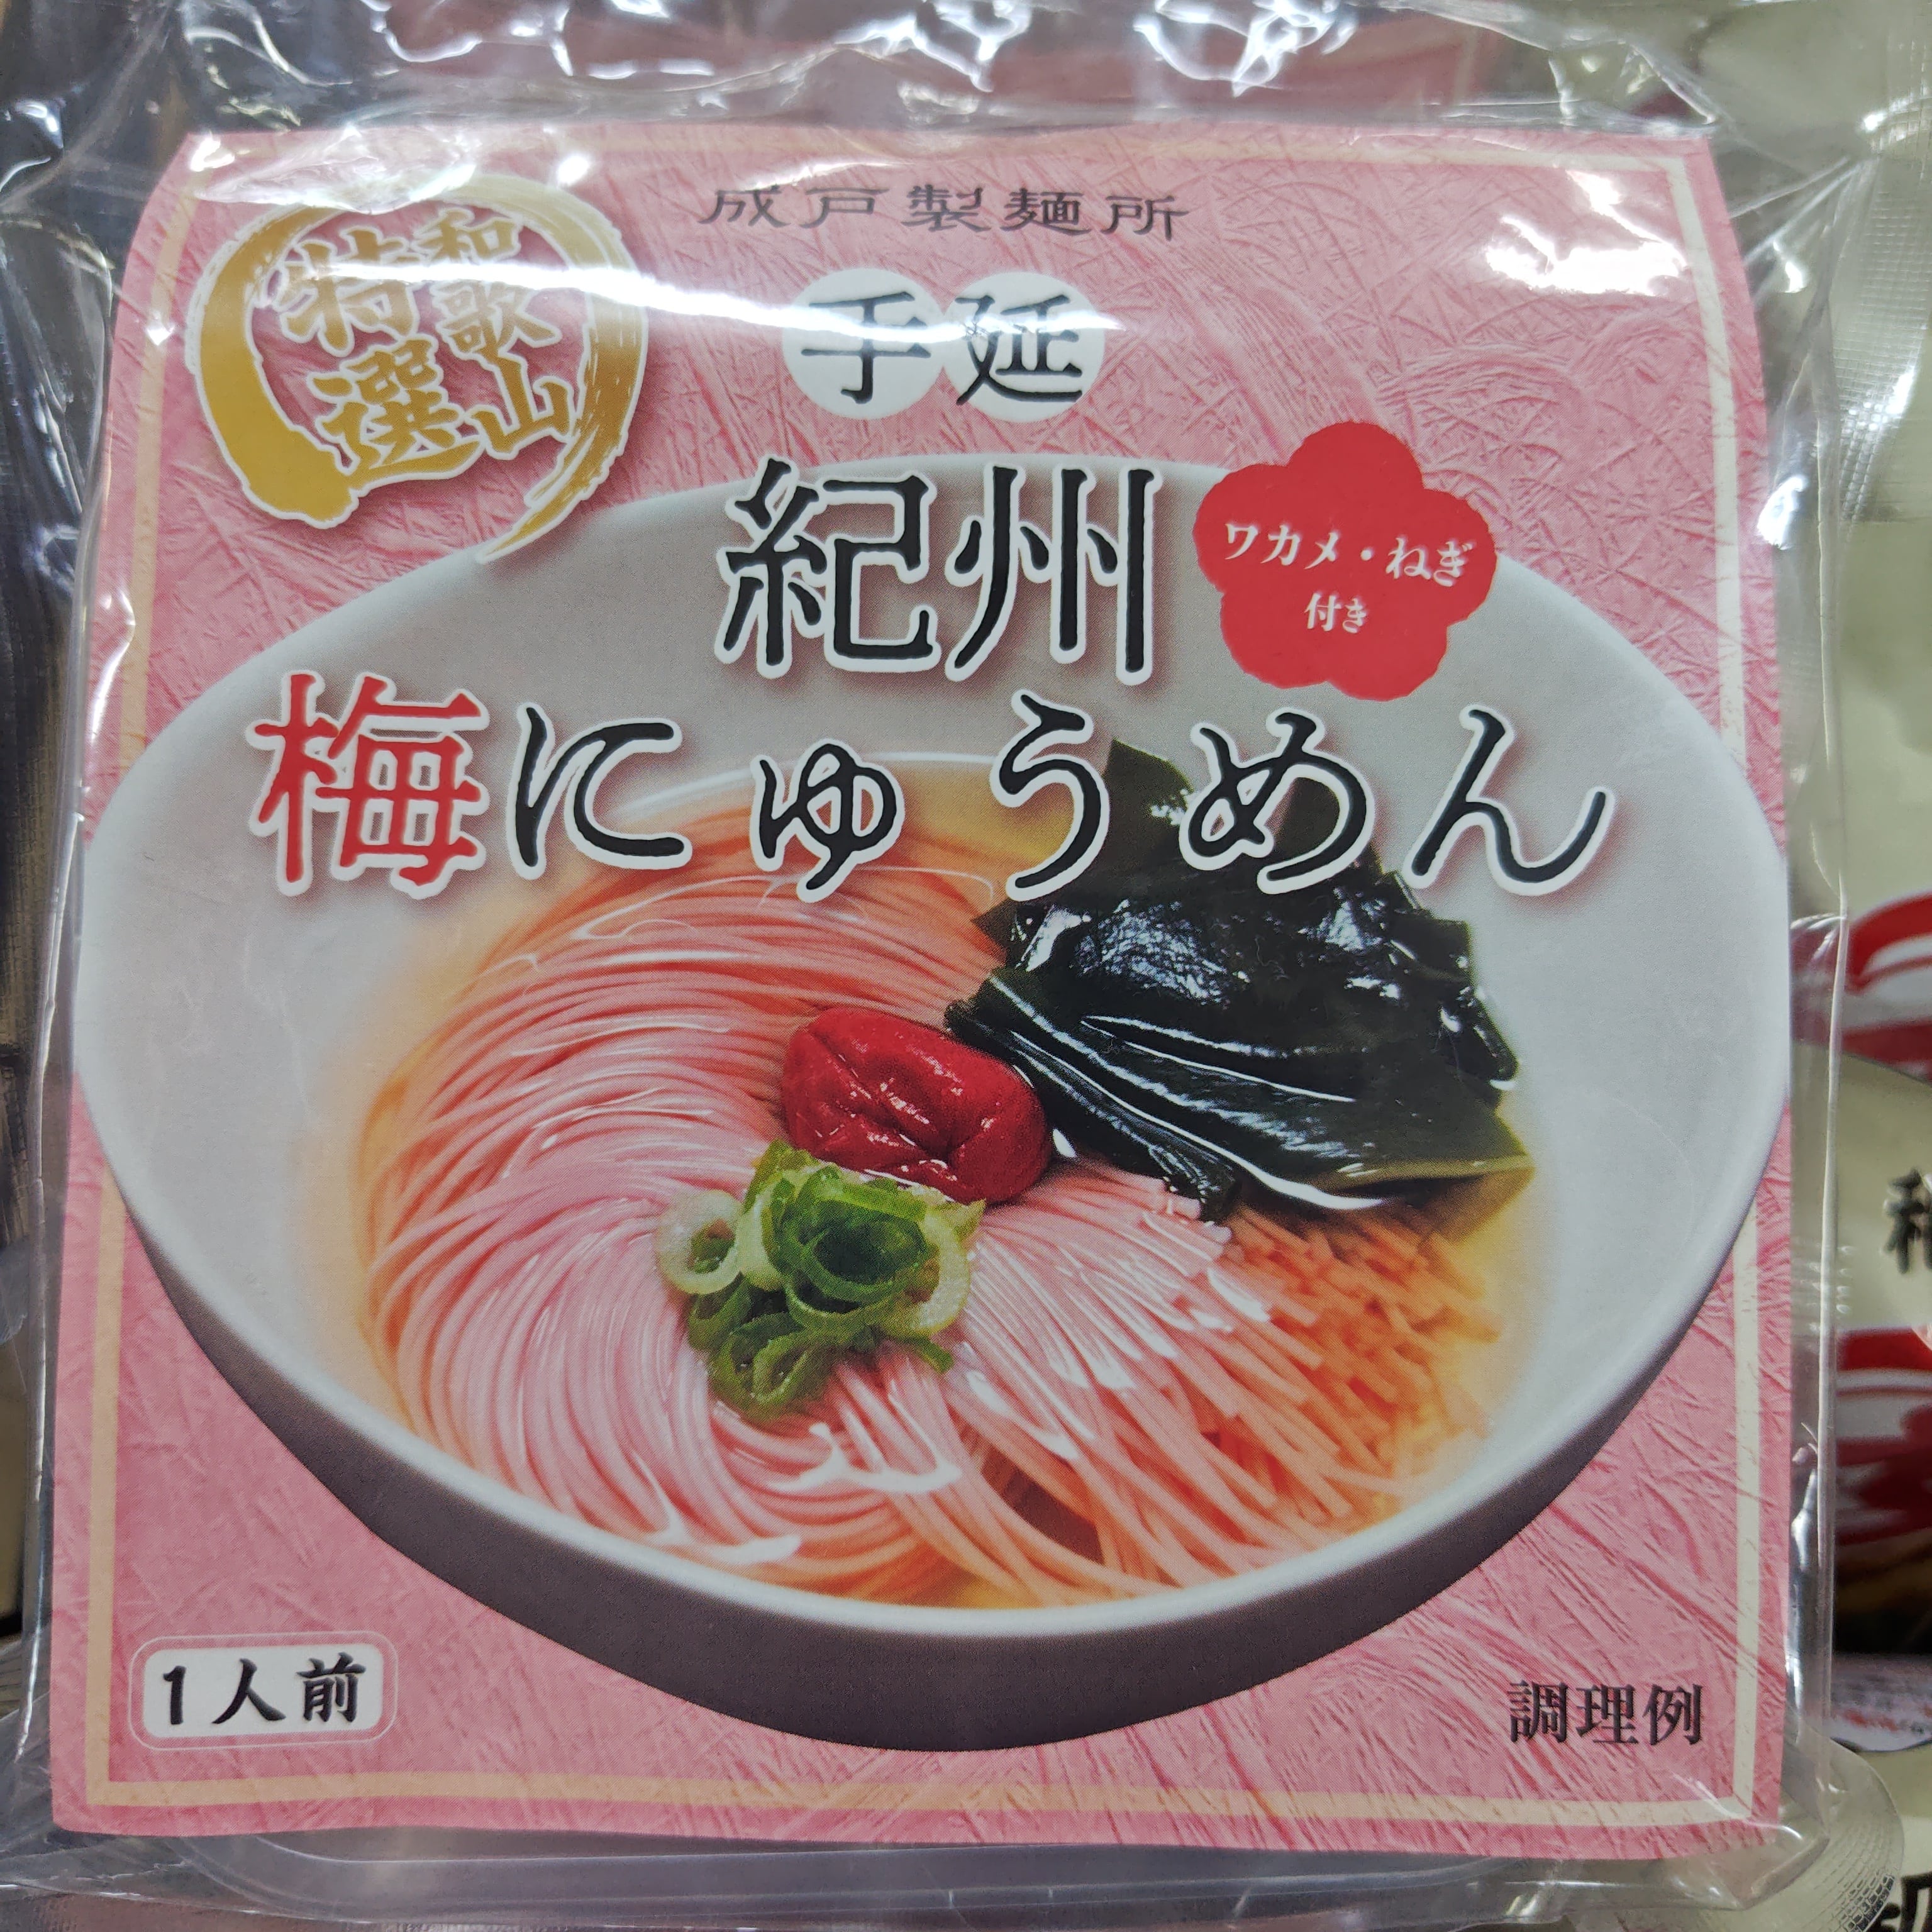 和歌山
特選
成戸製麺所
手延
紀州
ワカメ・ねぎ
付き
梅にゅうめん
1人前
調理例